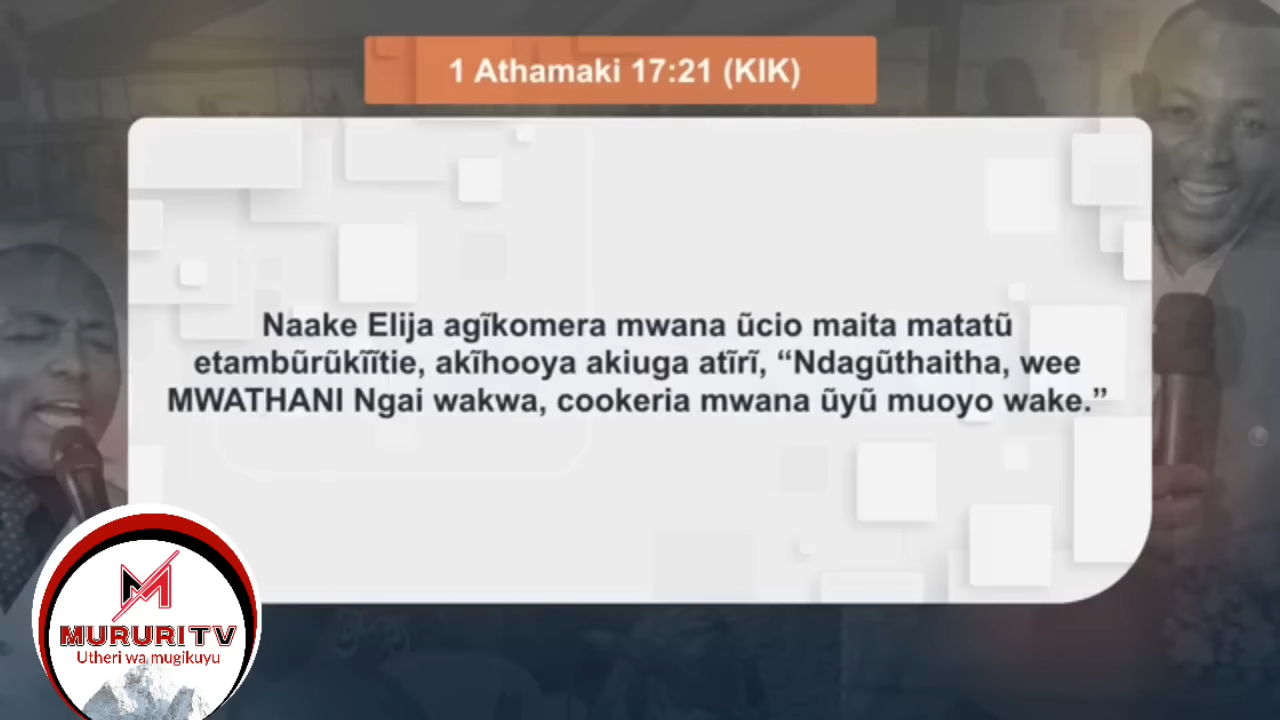 1 Athamaki 17:21 (KIK)
Naake Elija agĩkomera mwana ũcio maita matatũ
etambũrũkĩĩtie, akĩhooya akiuga atĩrĩ, “Ndagũthaitha, wee
MWATHANI Ngai wakwa, cookeria mwana ũyũ muoyo wake.”
M
MURURI TV
Utheri wa mugikuyu